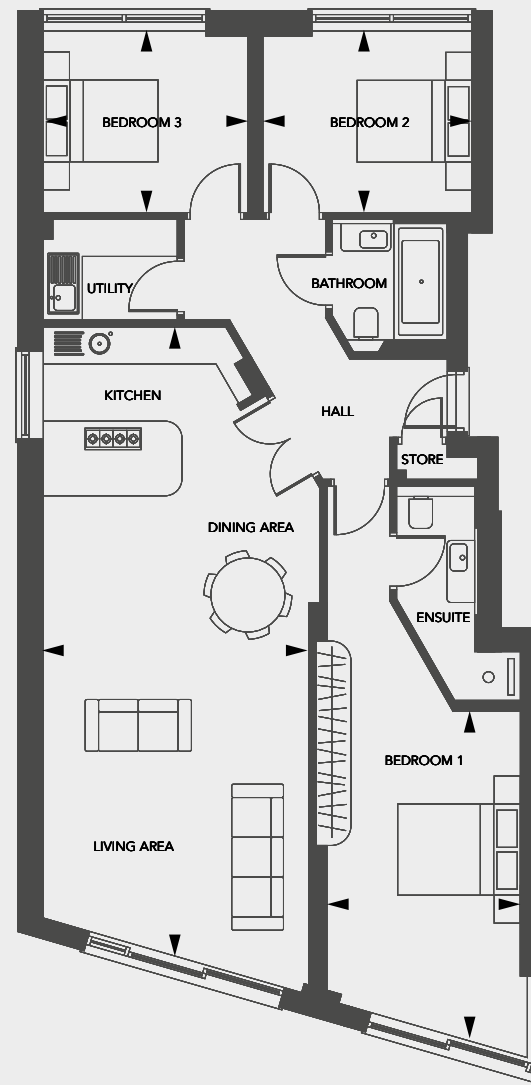 BEDROOM 3
BEDROOM 2
UTILITY
BATHROOM
KITCHEN
HALL
STORE
DINING AREA
ENSUITE
BEDROOM 1
LIVING AREA